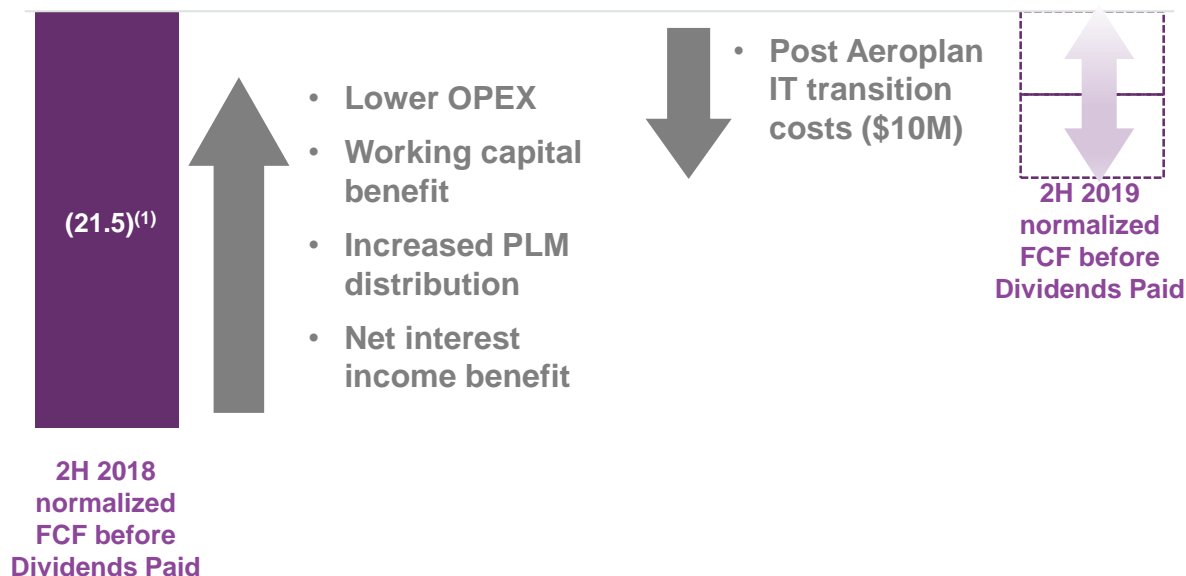 (21.5)(1)
2H 2018
normalized
FCF before
Dividends Paid
• Lower OPEX
• Working capital
benefit
• Increased PLM
distribution
• Net interest
income benefit
• Post Aeroplan
IT transition
costs ($10M)
2H 2019
normalized
FCF before
Dividends Paid